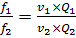 f₁/f₂ = v₁ × Q₁ / v₂ × Q₂